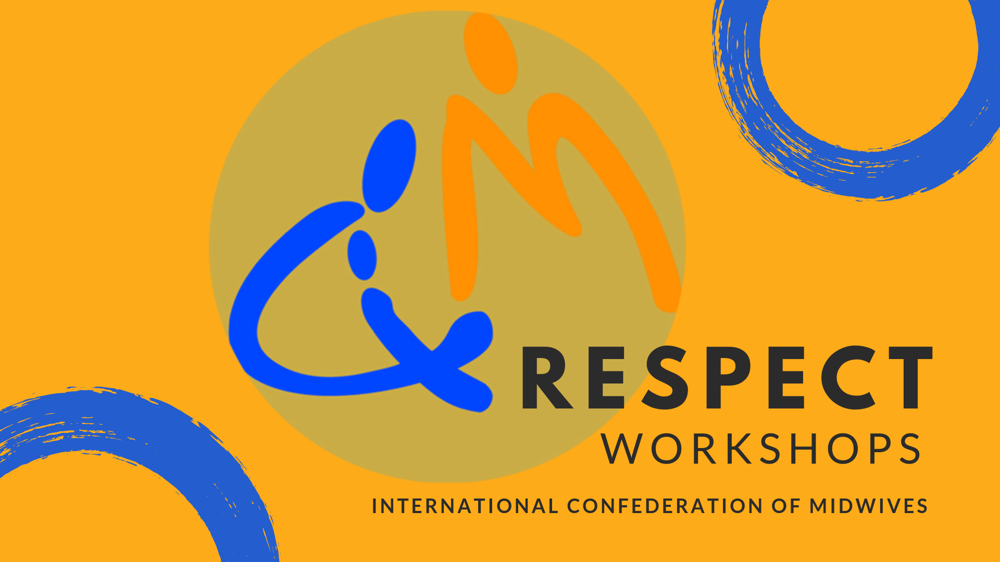 RESPECT
WORKSHOPS
INTERNATIONAL CONFEDERATION OF MIDWIVES